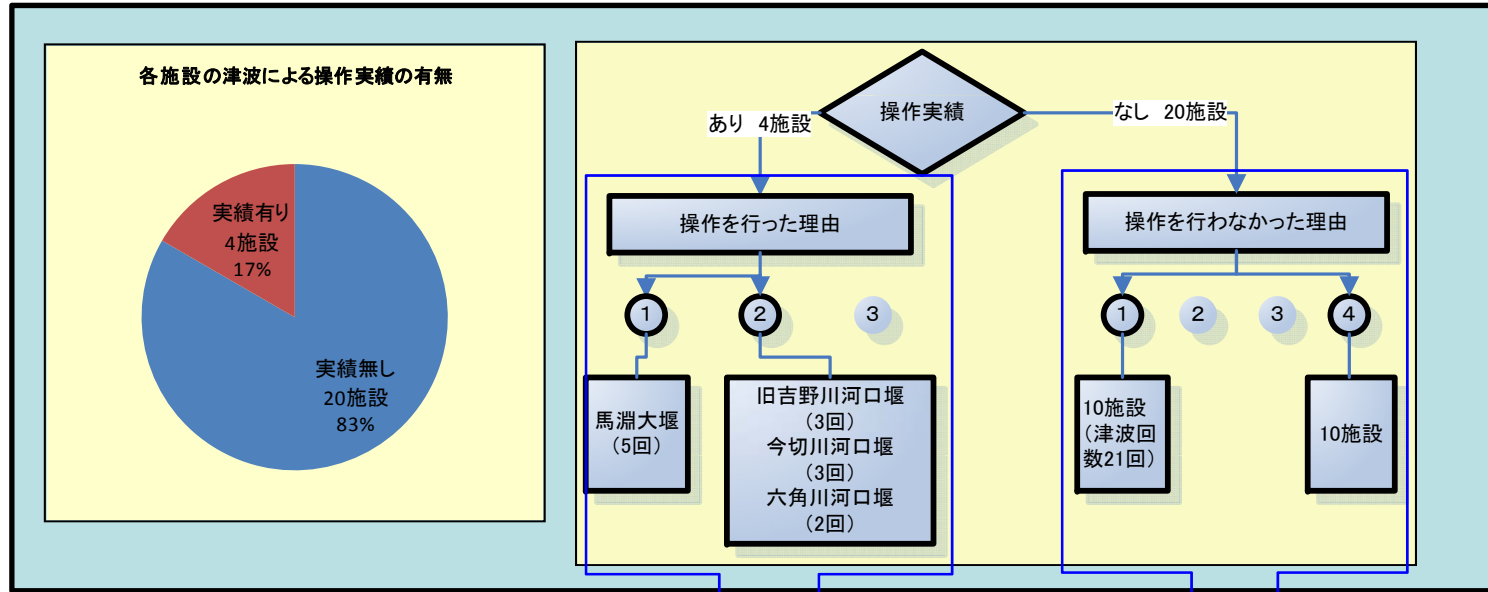 各施設の津波による操作実績の有無
実績有り
4施設
17%
実績無し
20施設
83%
操作実績
あり 4施設
なし 20施設
操作を行った理由
1
2
3
馬淵大堰
(5回)
旧吉野川河口堰
(3回)
今切川河口堰
(3回)
六角川河口堰
(2回)
操作を行わなかった理由
1
2
3
4
10施設
(津波回
数21回)
10施設